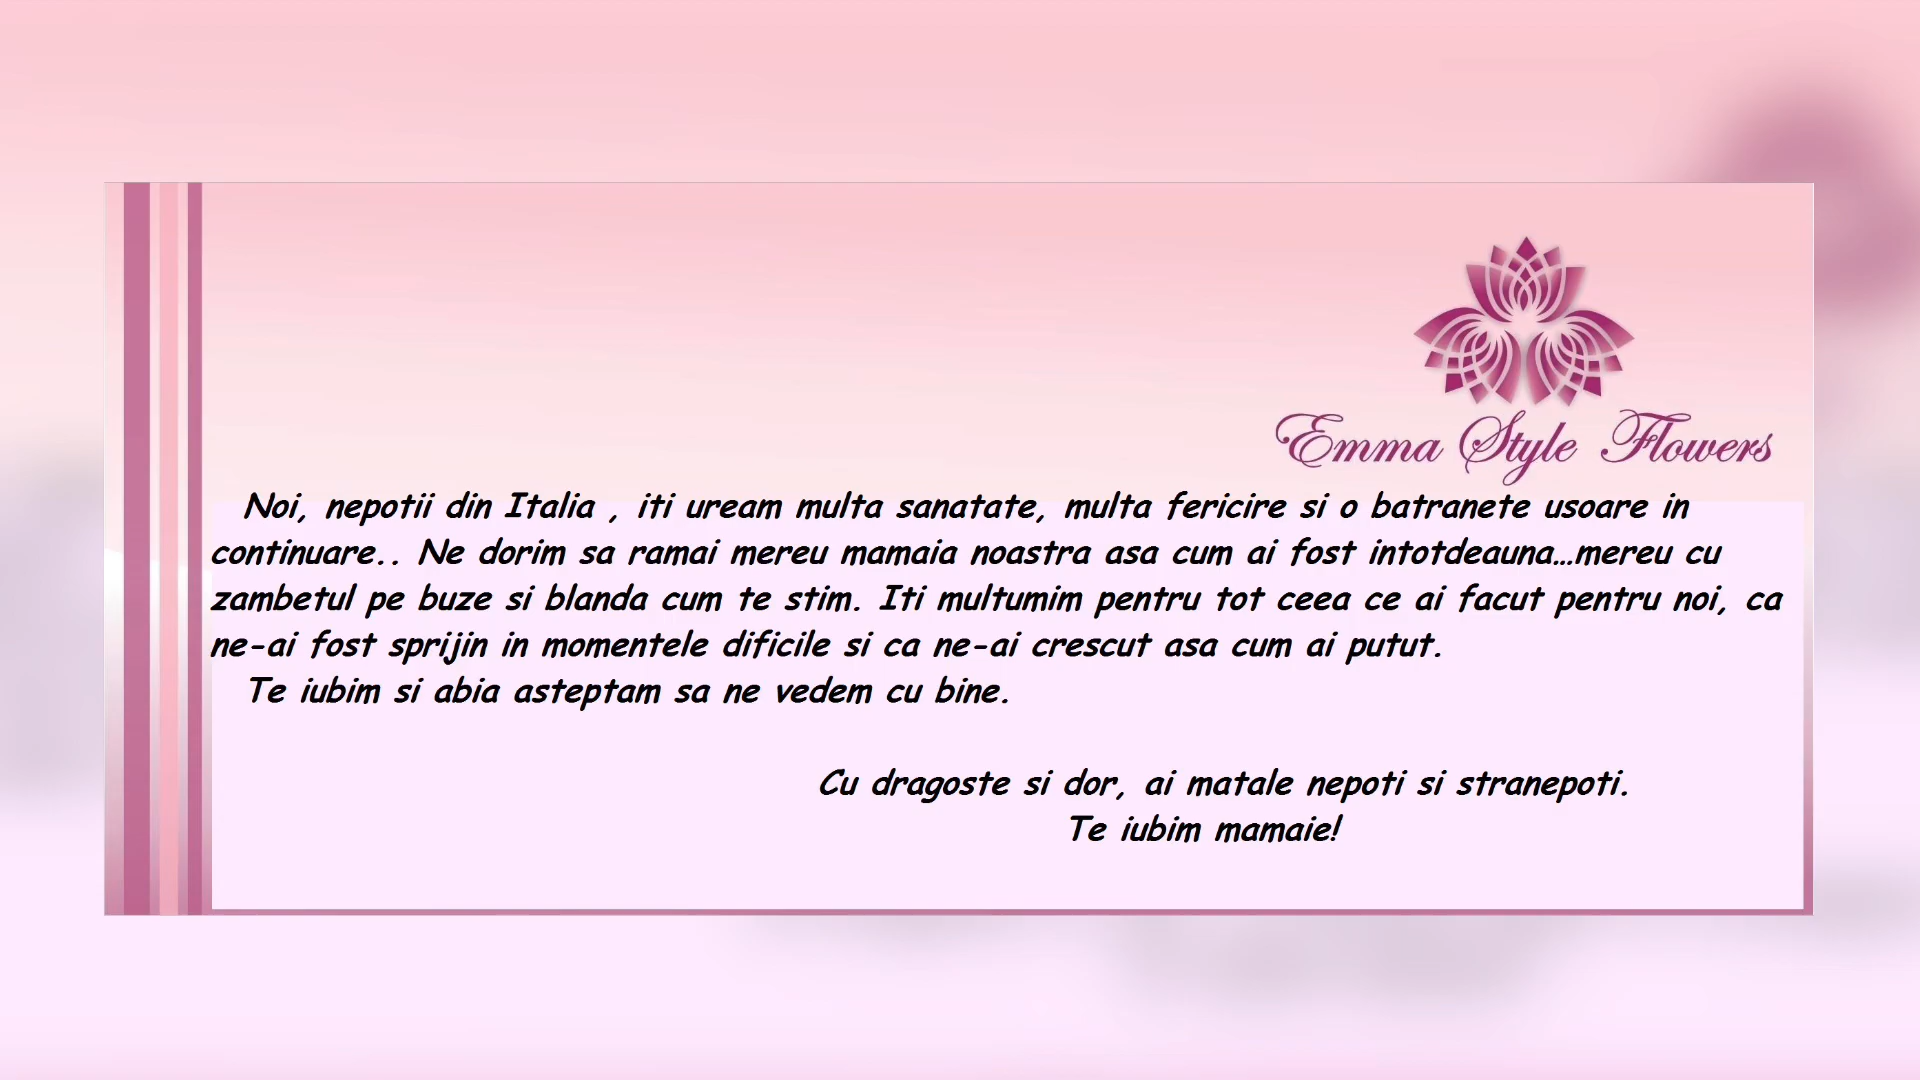 Emma Style Flowers
Noi, nepotii din Italia , iti uream multa sanatate, multa fericire si o batranete usoare in
continuare.. Ne dorim sa ramai mereu mamaia noastra asa cum ai fost intotdeauna...mereu cu
zambetul pe buze si blanda cum te stim. Iti multumim pentru tot ceea ce ai facut pentru noi, ca
ne-ai fost sprijin in momentele dificile si ca ne-ai crescut asa cum ai putut.
Te iubim si abia asteptam sa ne vedem cu bine.
Cu dragoste si dor, ai matale nepoti si stranepoti.
Te iubim mamaie!